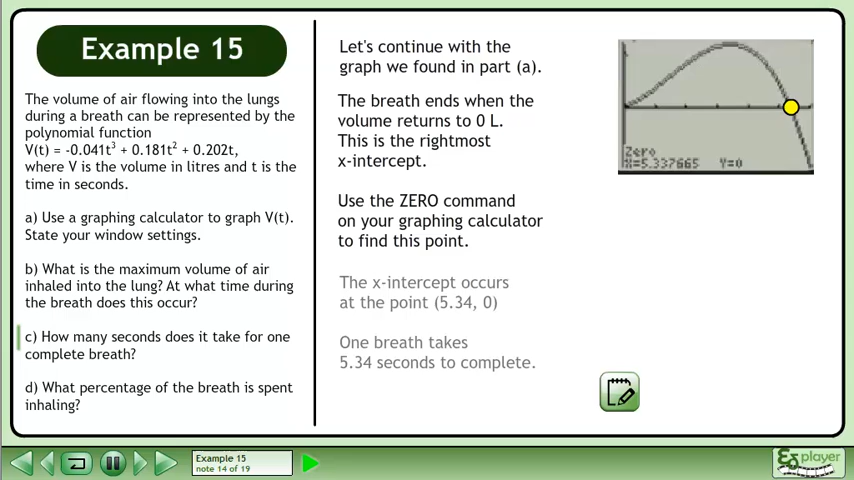 Example 15
The volume of air flowing into the lungs
during a breath can be represented by the
polynomial function
V(t) = -0.041t³ + 0.181t² + 0.202t,
where V is the volume in litres and t is the
time in seconds.
a) Use a graphing calculator to graph V(t).
State your window settings.
b) What is the maximum volume of air
inhaled into the lung? At what time during
the breath does this occur?
c) How many seconds does it take for one
complete breath?
d) What percentage of the breath is spent
inhaling?
Let's continue with the
graph we found in part (a).
The breath ends when the
volume returns to 0 L.
This is the rightmost
x-intercept.
Use the ZERO command
on your graphing calculator
to find this point.
The x-intercept occurs
at the point (5.34, 0)
One breath takes
5.34 seconds to complete.
Zero
X=5.337665 Y=0
Example 15
note 14 of 19
player